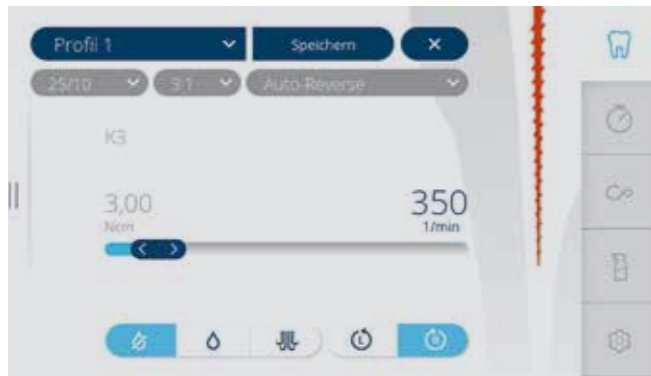 Profil 1 Speichern ×
25/10 3:1 Auto-Reverse
K3
3,00 350
Ncm 1/min
L R